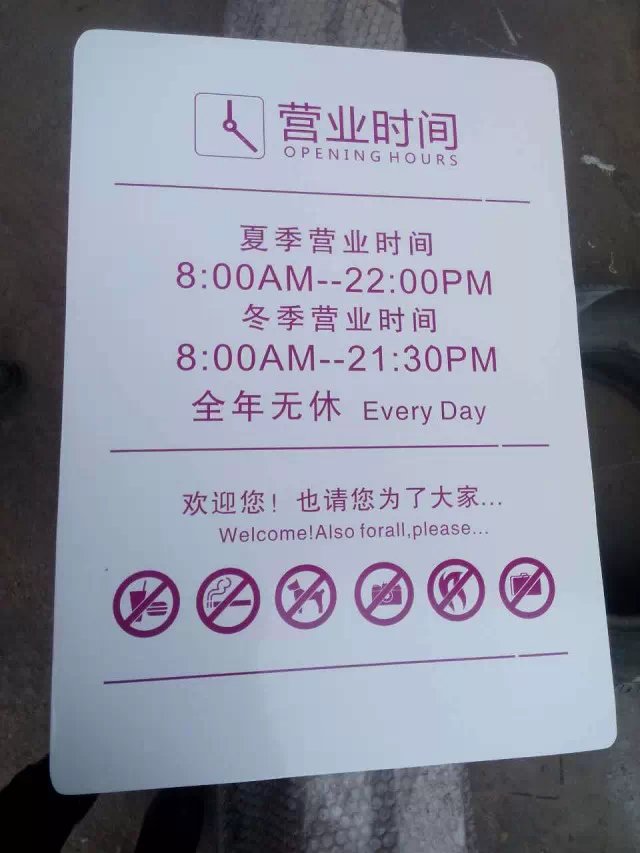 营业时间
OPENING HOURS
夏季营业时间
8:00AM--22:00PM
冬季营业时间
8:00AM--21:30PM
全年无休 Every Day
欢迎您！也请您为了大家...
Welcome!Also forall,please...